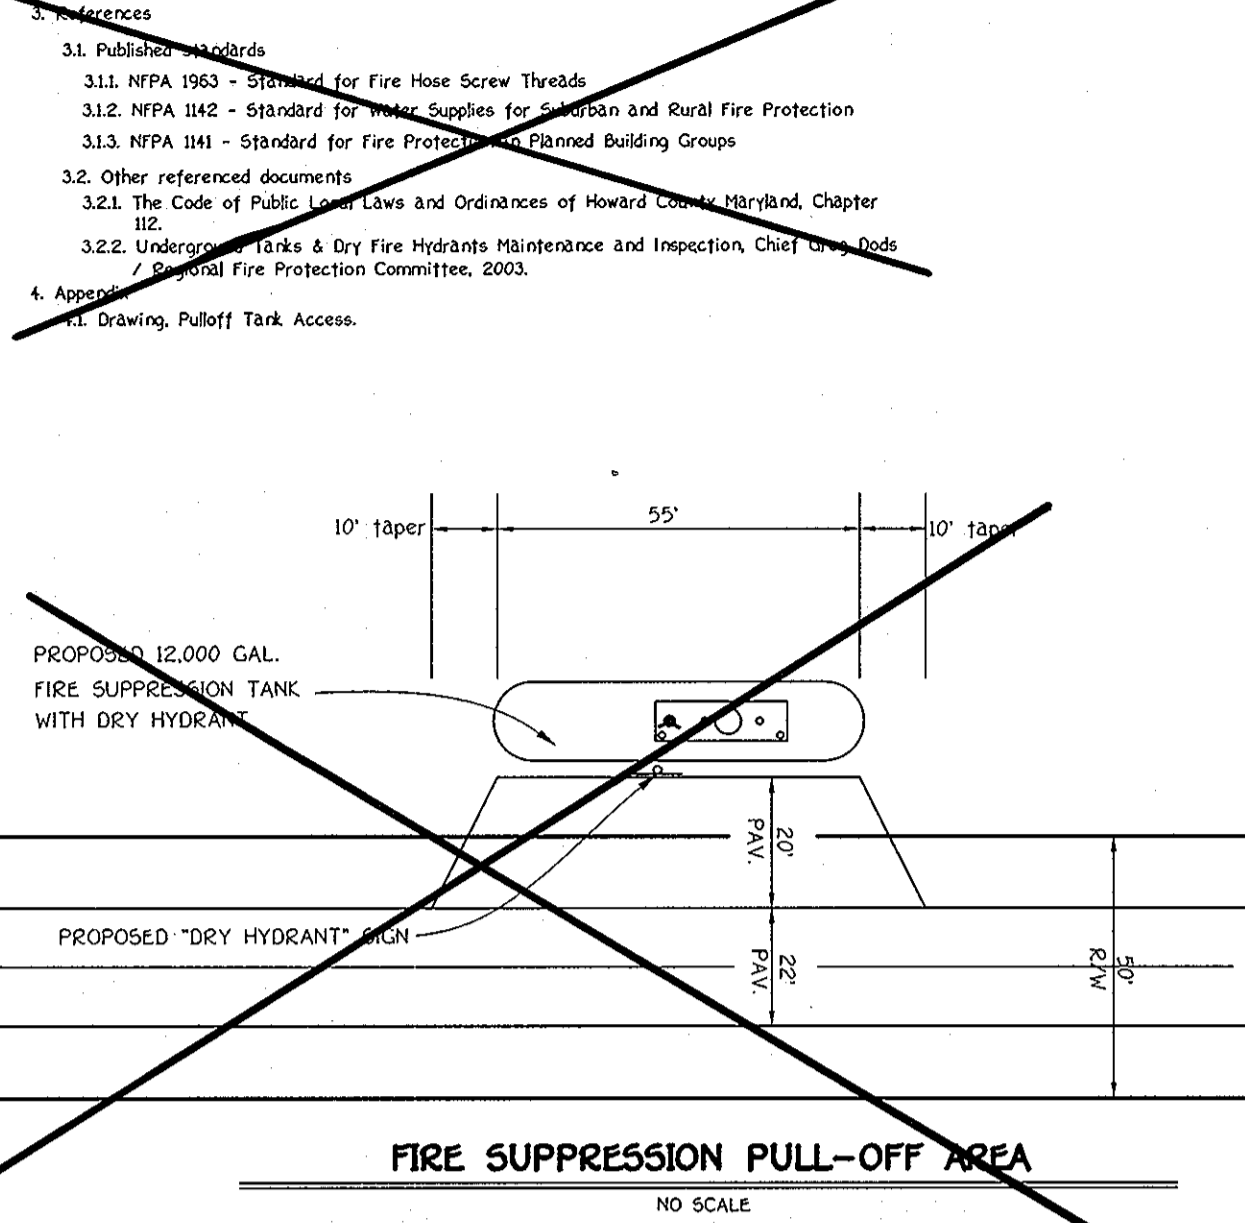 3. References
3.1. Published standards
3.1.1. NFPA 1963 - Standard for Fire Hose Screw Threads
3.1.2. NFPA 1142 - Standard for Water Supplies for Suburban and Rural Fire Protection
3.1.3. NFPA 1141 - Standard for Fire Protection in Planned Building Groups
3.2. Other referenced documents
3.2.1. The Code of Public Local Laws and Ordinances of Howard County Maryland, Chapter
112.
3.2.2. Underground Tanks & Dry Fire Hydrants Maintenance and Inspection, Chief Greg Dods
/ Regional Fire Protection Committee, 2003.
4. Appendix
4.1. Drawing, Pulloff Tank Access.
10' taper
55'
10' taper
PROPOSED 12,000 GAL.
FIRE SUPPRESSION TANK
WITH DRY HYDRANT
20'
PAV.
PROPOSED "DRY HYDRANT" SIGN
22'
PAV.
50'
R/W
FIRE SUPPRESSION PULL-OFF AREA
NO SCALE